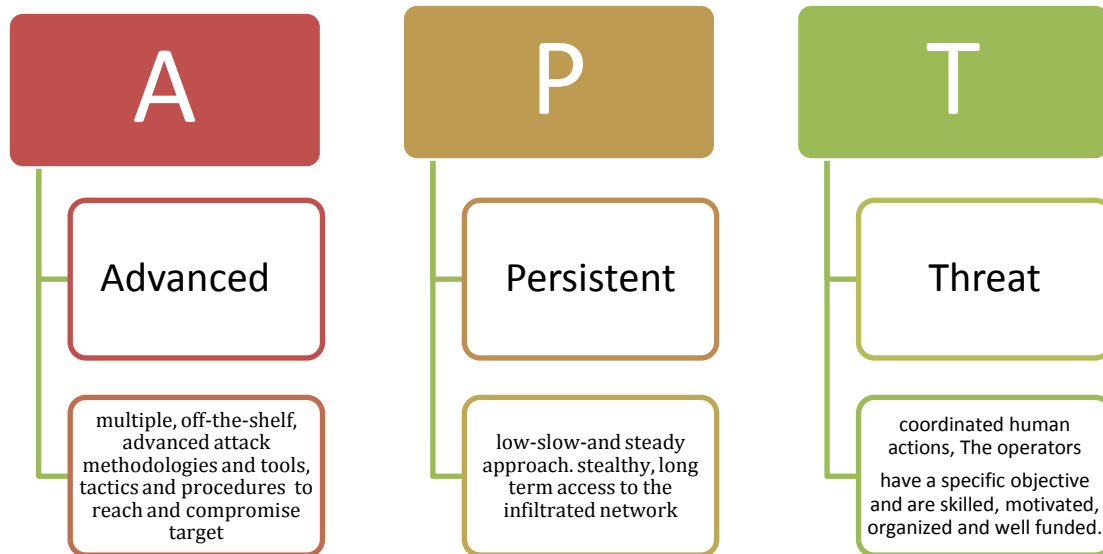 A
Advanced
multiple, off-the-shelf,
advanced attack
methodologies and tools,
tactics and procedures to
reach and compromise
target
P
Persistent
low-slow-and steady
approach. stealthy, long
term access to the
infiltrated network
T
Threat
coordinated human
actions, The operators
have a specific objective
and are skilled, motivated,
organized and well funded.